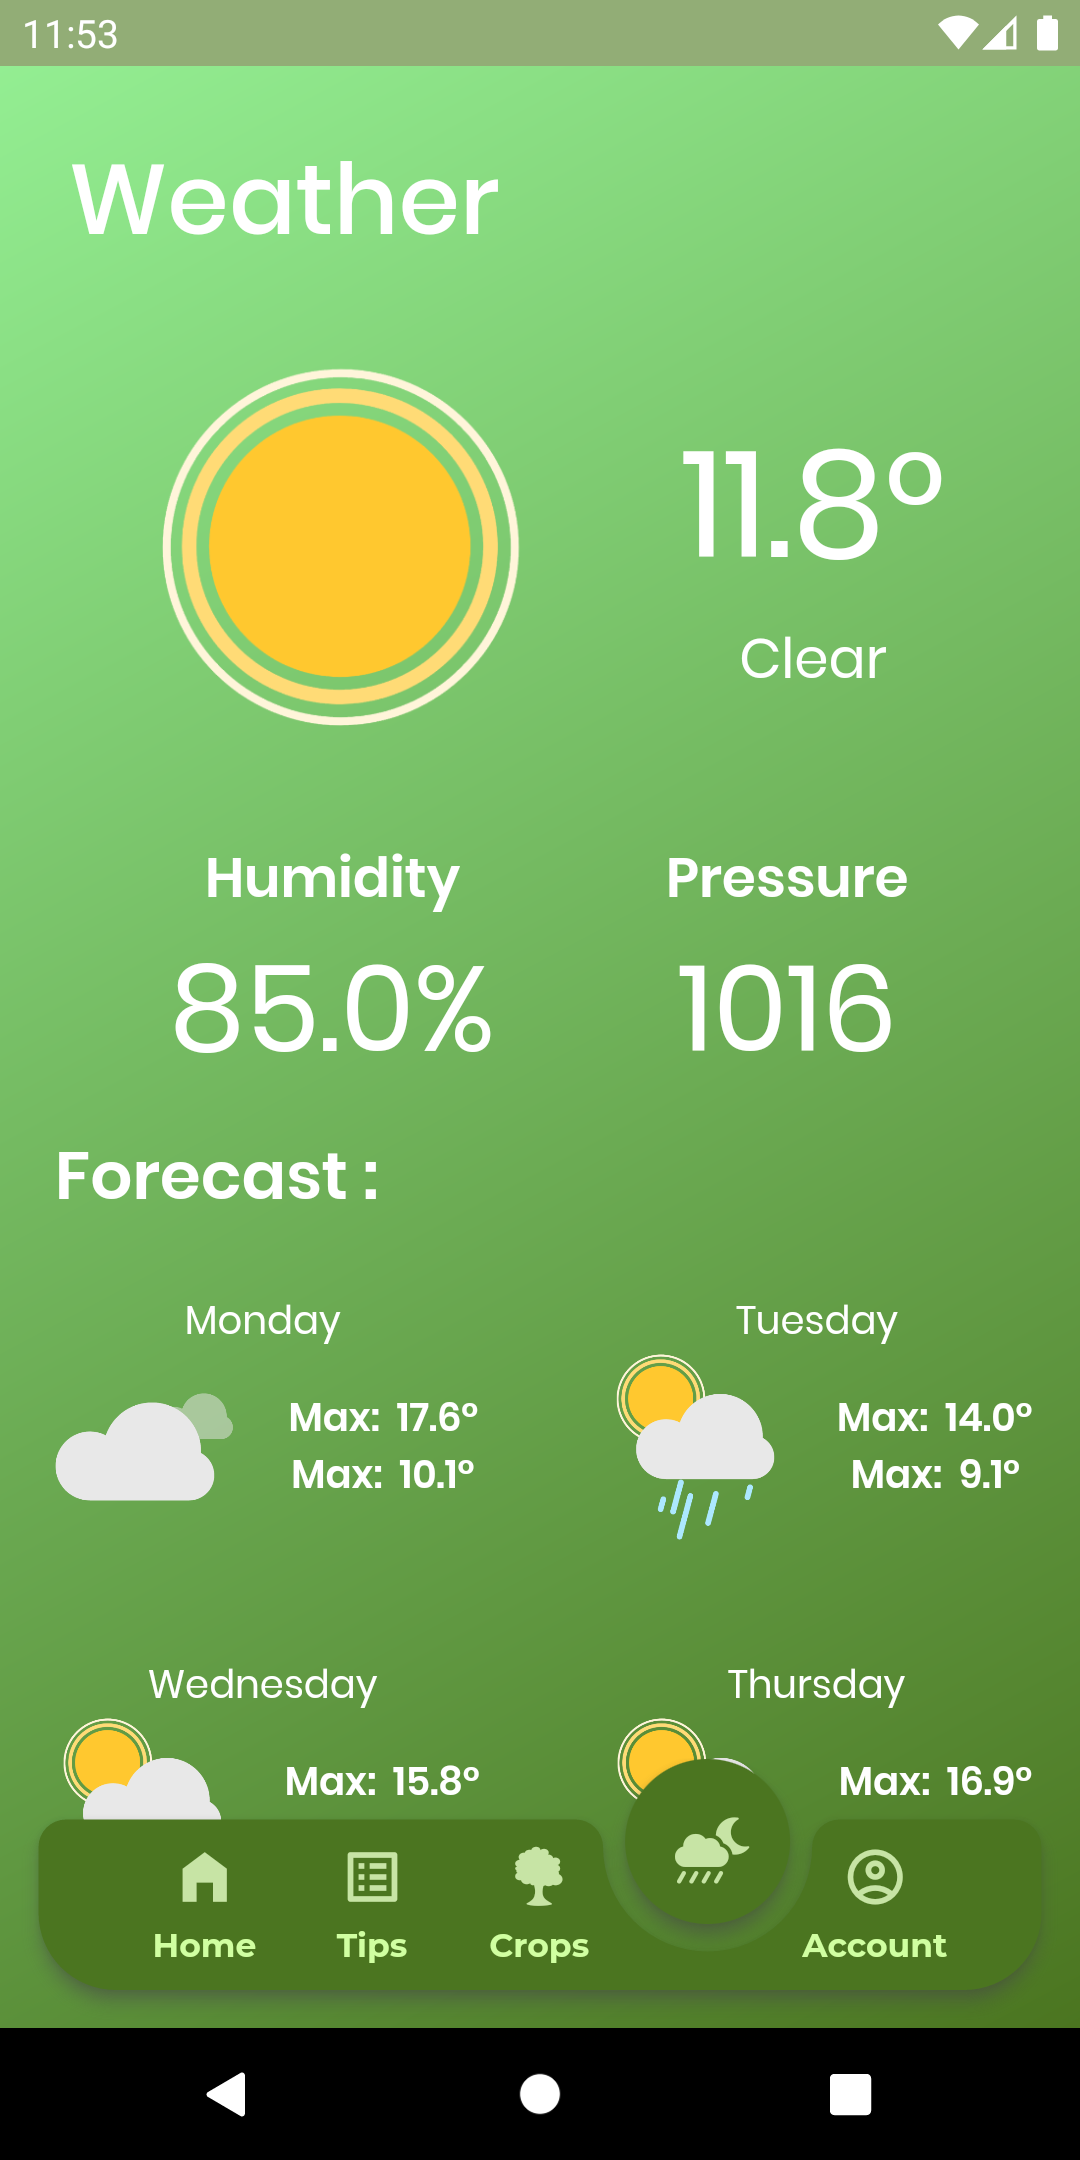 11:53
Weather
11.8°
Clear
Humidity
Pressure
85.0%
1016
Forecast :
Monday
Max: 17.6°
Max: 10.1°
Tuesday
Max: 14.0°
Max: 9.1°
Wednesday
Max: 15.8°
Thursday
Max: 16.9°
Home
Tips
Crops
Account